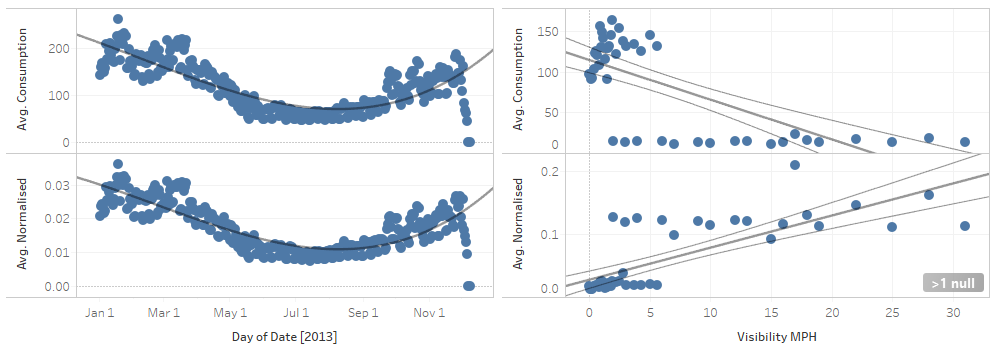 Avg. Consumption
200
100
0
Avg. Normalised
0.03
0.02
0.01
0.00
Jan 1 Mar 1 May 1 Jul 1 Sep 1 Nov 1
Day of Date [2013]
Avg. Consumption
150
100
50
0
Avg. Normalised
0.2
0.1
0.0
>1 null
0 5 10 15 20 25 30
Visibility MPH